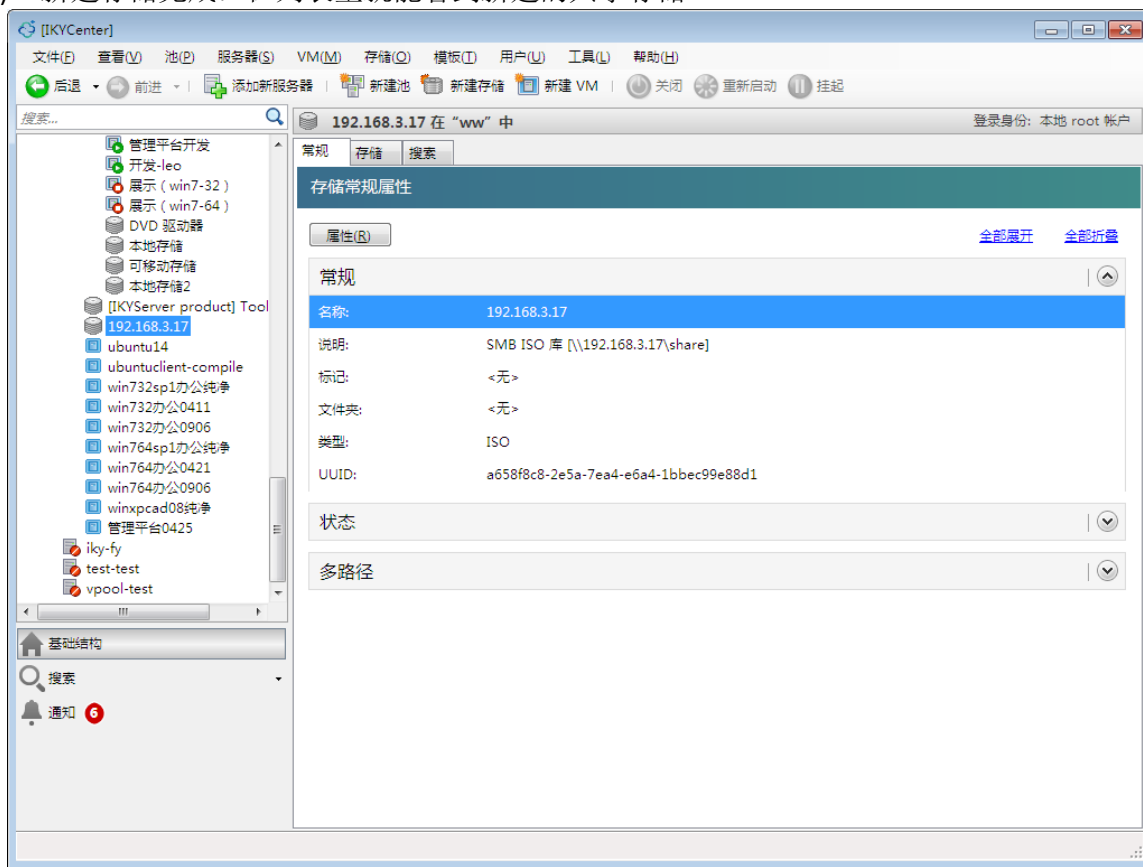 [IKYCenter]
文件(F) 查看(V) 池(P) 服务器(S) VM(M) 存储(O) 模板(T) 用户(U) 工具(L) 帮助(H)
后退 前进 添加新服务器 新建池 新建存储 新建 VM 关闭 重新启动 挂起
搜索...
192.168.3.17 在 “ww” 中 登录身份: 本地 root 帐户
管理平台开发
开发-leo
展示（win7-32）
展示（win7-64）
DVD 驱动器
本地存储
可移动存储
本地存储2
[IKYServer product] Tool
192.168.3.17
ubuntu14
ubuntuclient-compile
win732sp1办公纯净
win732办公0411
win732办公0906
win764sp1办公纯净
win764办公0421
win764办公0906
winxpcad08纯净
管理平台0425
iky-fy
test-test
vpool-test
基础结构
搜索
通知 6
常规 存储 搜索
存储常规属性
属性(R) 全部展开 全部折叠
常规
名称: 192.168.3.17
说明: SMB ISO 库 [\\192.168.3.17\share]
标记: <无>
文件夹: <无>
类型: ISO
UUID: a658f8c8-2e5a-7ea4-e6a4-1bbec99e88d1
状态
多路径